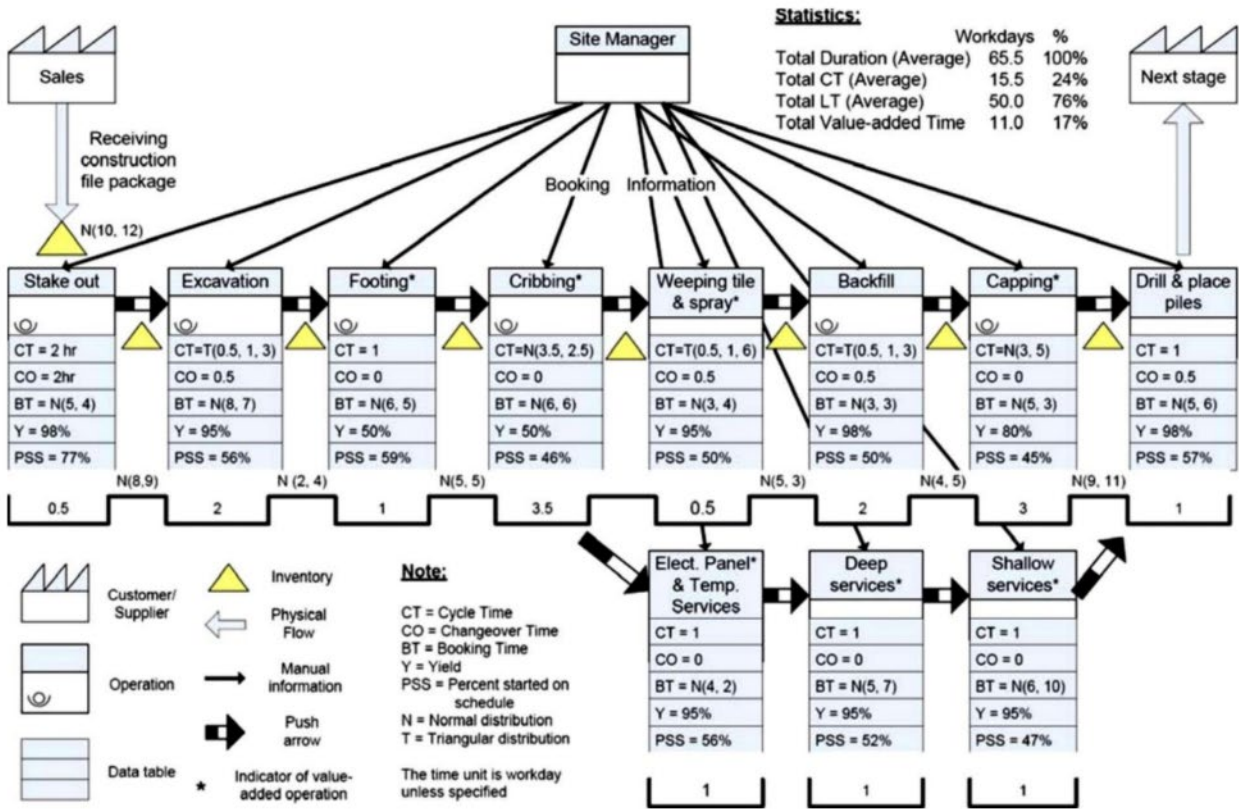 Sales
Receiving
construction
file package
N(10, 12)
Site Manager
Booking Information
Statistics:
Workdays %
Total Duration (Average) 65.5 100%
Total CT (Average) 15.5 24%
Total LT (Average) 50.0 76%
Total Value-added Time 11.0 17%
Next stage
Stake out
CT = 2 hr
CO = 2hr
BT = N(5, 4)
Y = 98%
PSS = 77%
Excavation
CT=T(0.5, 1, 3)
CO = 0.5
BT = N(8, 7)
Y = 95%
PSS = 56%
Footing*
CT = 1
CO = 0
BT = N(6, 5)
Y = 50%
PSS = 59%
Cribbing*
CT=N(3.5, 2.5)
CO = 0
BT = N(6, 6)
Y = 50%
PSS = 46%
Weeping tile
& spray*
CT=T(0.5, 1, 6)
CO = 0.5
BT = N(3, 4)
Y = 95%
PSS = 50%
Backfill
CT=T(0.5, 1, 3)
CO = 0.5
BT = N(3, 3)
Y = 98%
PSS = 50%
Capping*
CT=N(3, 5)
CO = 0
BT = N(5, 3)
Y = 80%
PSS = 45%
Drill & place
piles
CT = 1
CO = 0.5
BT = N(5, 6)
Y = 98%
PSS = 57%
N(8,9) N (2, 4) N(5, 5) N(5, 3) N(4, 5) N(9, 11)
0.5 2 1 3.5 0.5 2 3 1
Elect. Panel*
& Temp.
Services
CT = 1
CO = 0
BT = N(4, 2)
Y = 95%
PSS = 56%
1
Deep
services*
CT = 1
CO = 0
BT = N(5, 7)
Y = 95%
PSS = 52%
1
Shallow
services*
CT = 1
CO = 0
BT = N(6, 10)
Y = 95%
PSS = 47%
1
Customer/
Supplier
Operation
Data table
Inventory
Physical
Flow
Manual
information
Push
arrow
* Indicator of value-
added operation
Note:
CT = Cycle Time
CO = Changeover Time
BT = Booking Time
Y = Yield
PSS = Percent started on
schedule
N = Normal distribution
T = Triangular distribution
The time unit is workday
unless specified